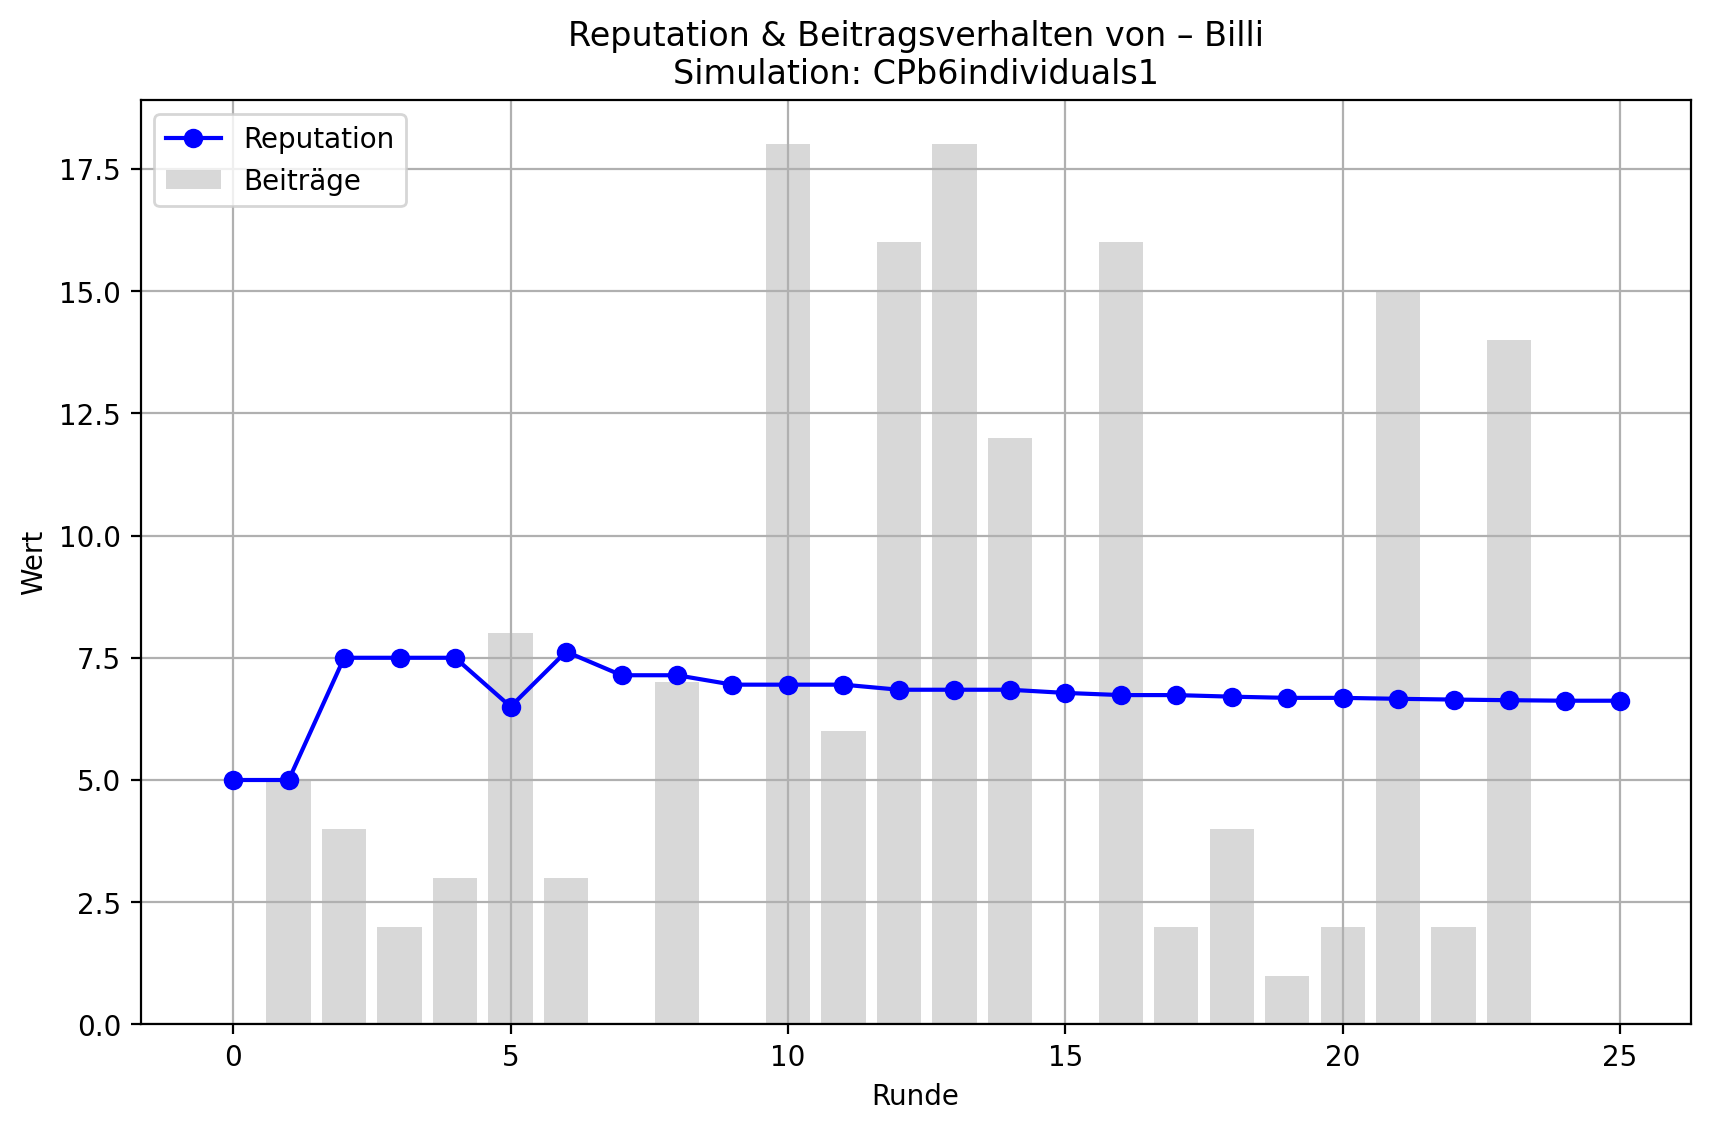 Reputation & Beitragsverhalten von – Billi
Simulation: CPb6individuals1
Reputation
Beiträge
17.5
15.0
12.5
10.0
7.5
5.0
2.5
0.0
Wert
0 5 10 15 20 25
Runde